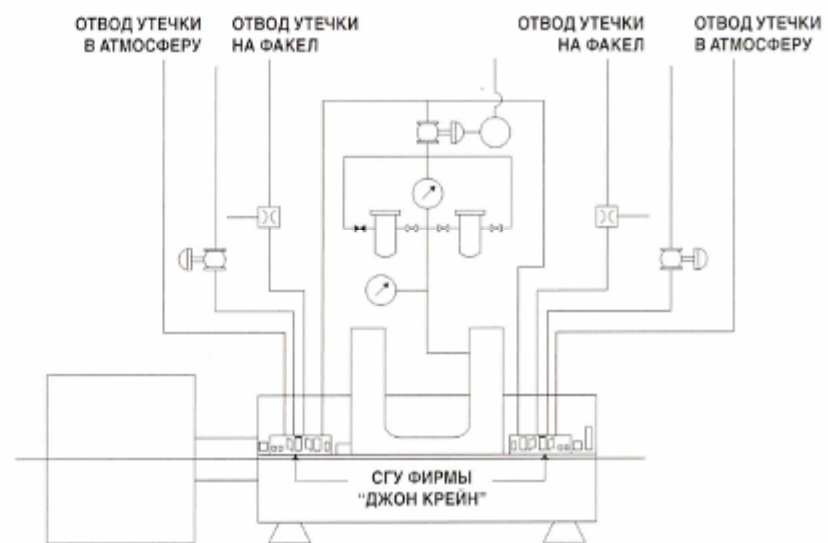 ОТВОД УТЕЧКИ
В АТМОСФЕРУ
ОТВОД УТЕЧКИ
НА ФАКЕЛ
ОТВОД УТЕЧКИ
НА ФАКЕЛ
ОТВОД УТЕЧКИ
В АТМОСФЕРУ
СГУ ФИРМЫ
"ДЖОН КРЕЙН"